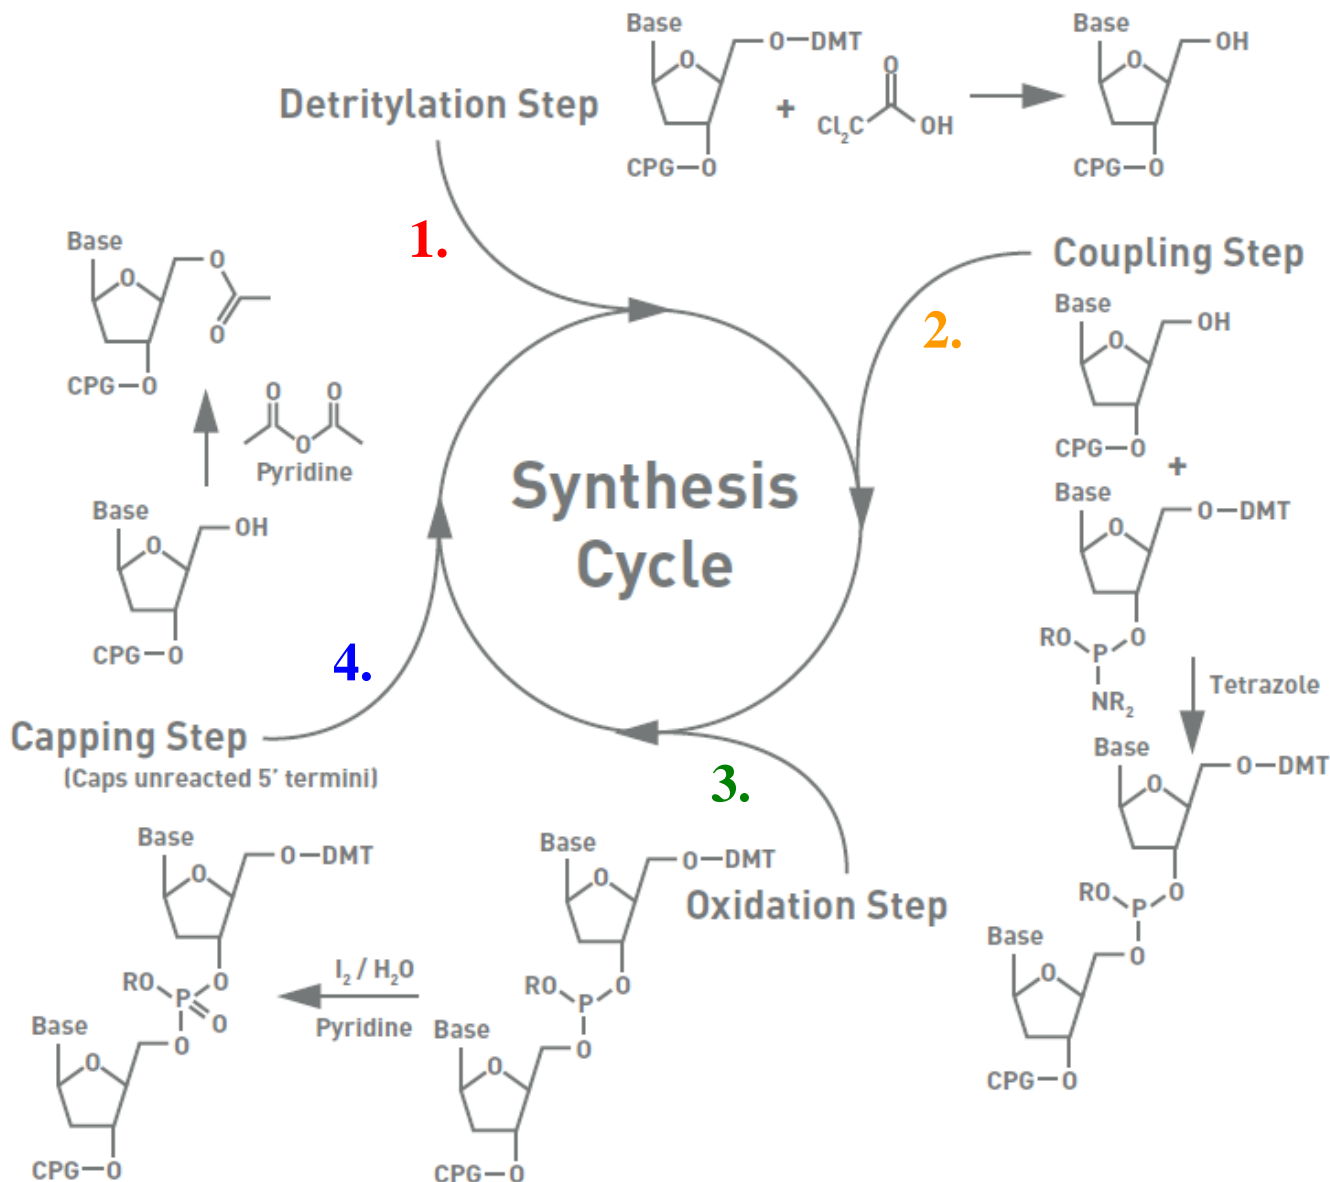 Detritylation Step
Base
O
O—DMT
CPG—O
+
O
Cl₂C
OH
Base
O
OH
CPG—O
1.
Coupling Step
2.
Base
O
OH
CPG—O
+
Base
O
O—DMT
RO
P
O
NR₂
Tetrazole
Base
O
O—DMT
RO
P
O
O
Base
O
CPG—O
Synthesis
Cycle
3.
Oxidation Step
Base
O
O—DMT
RO
P
O
O
Base
O
CPG—O
I₂ / H₂O
Pyridine
Base
O
O—DMT
RO
P
O
O
O
Base
O
CPG—O
4.
Capping Step
(Caps unreacted 5' termini)
Base
O
OH
CPG—O
O
O
O
Pyridine
Base
O
O
O
CPG—O